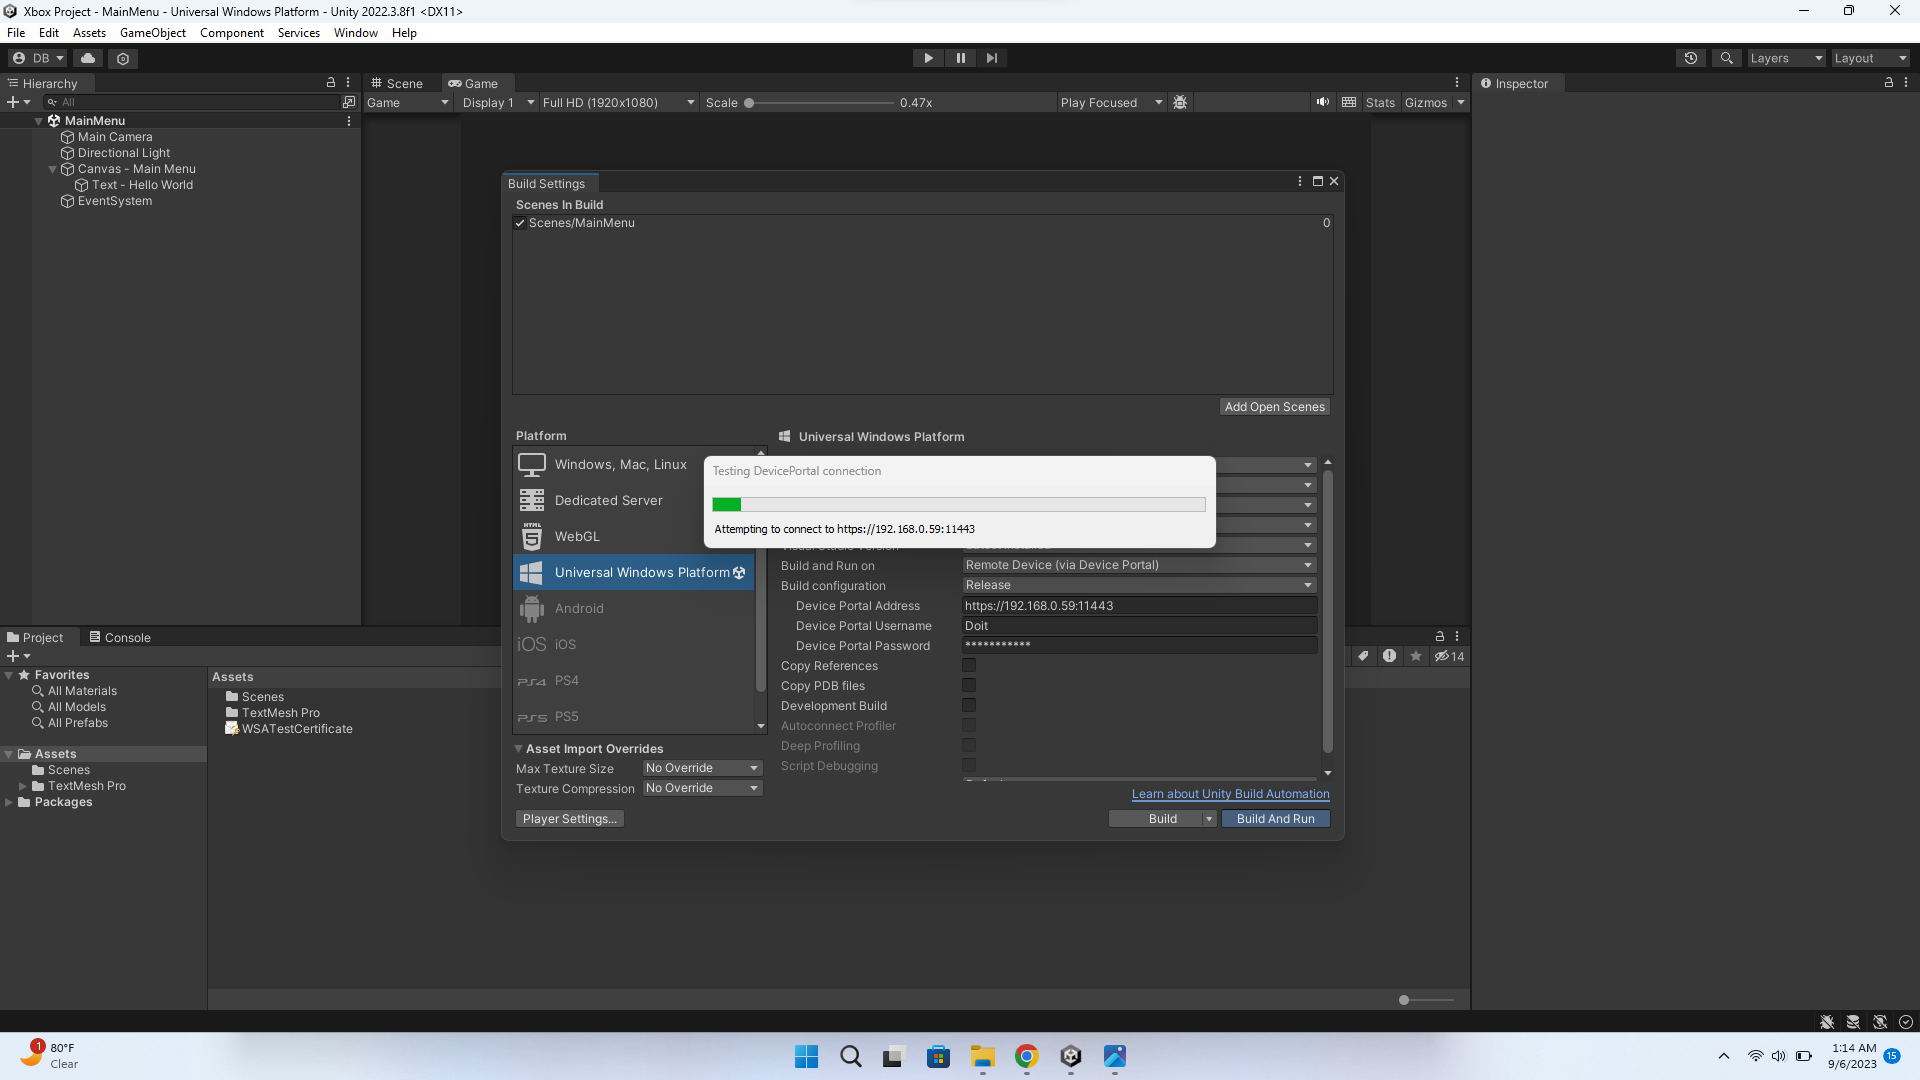 Xbox Project - MainMenu - Universal Windows Platform - Unity 2022.3.8f1 <DX11>
File Edit Assets GameObject Component Services Window Help
DB
Layers
Layout
Hierarchy
Scene
Game
Inspector
All
Game
Display 1
Full HD (1920x1080)
Scale
0.47x
Play Focused
Stats
Gizmos
MainMenu
Main Camera
Directional Light
Canvas - Main Menu
Text - Hello World
EventSystem
Build Settings
Scenes In Build
Scenes/MainMenu
0
Add Open Scenes
Platform
Universal Windows Platform
Windows, Mac, Linux
Dedicated Server
HTML
WebGL
Universal Windows Platform
Android
iOS iOS
PS4 PS4
PS5 PS5
Testing DevicePortal connection
Attempting to connect to https://192.168.0.59:11443
Build and Run on
Remote Device (via Device Portal)
Build configuration
Release
Device Portal Address
https://192.168.0.59:11443
Device Portal Username
Doit
Device Portal Password
***********
Copy References
Copy PDB files
Development Build
Autoconnect Profiler
Deep Profiling
Script Debugging
Asset Import Overrides
Max Texture Size
No Override
Texture Compression
No Override
Learn about Unity Build Automation
Player Settings...
Build
Build And Run
Project
Console
14
Favorites
All Materials
All Models
All Prefabs
Assets
Scenes
TextMesh Pro
Packages
Assets
Scenes
TextMesh Pro
WSATestCertificate
1
80°F
Clear
1:14 AM
9/6/2023
15